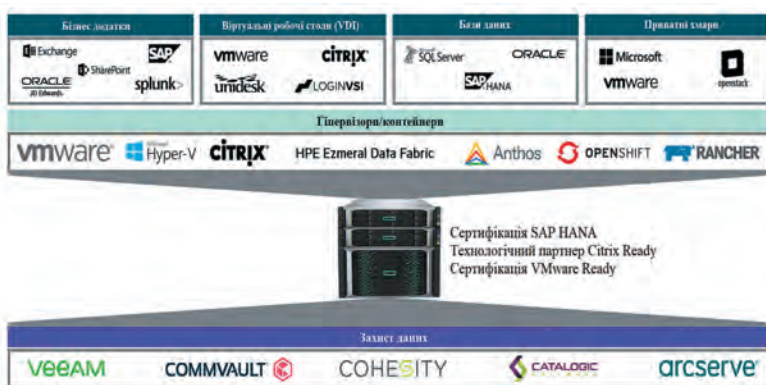 Бізнес додатки
Exchange
SAP
SharePoint
ORACLE
JD Edwards
splunk>
Віртуальні робочі столи (VDI)
vmware
CITRIX
unidesk
LOGINVSI
Бази даних
SQL Server
ORACLE
SAP HANA
Приватні хмари
Microsoft
openstack
vmware
Гіпервізори/контейнери
vmware Hyper-V CITRIX HPE Ezmeral Data Fabric Anthos OPENSHIFT RANCHER
Сертифікація SAP HANA
Технологічний партнер Citrix Ready
Сертифікація VMware Ready
Захист даних
veeAM COMMVAULT COHESITY CATALOGIC arcserve